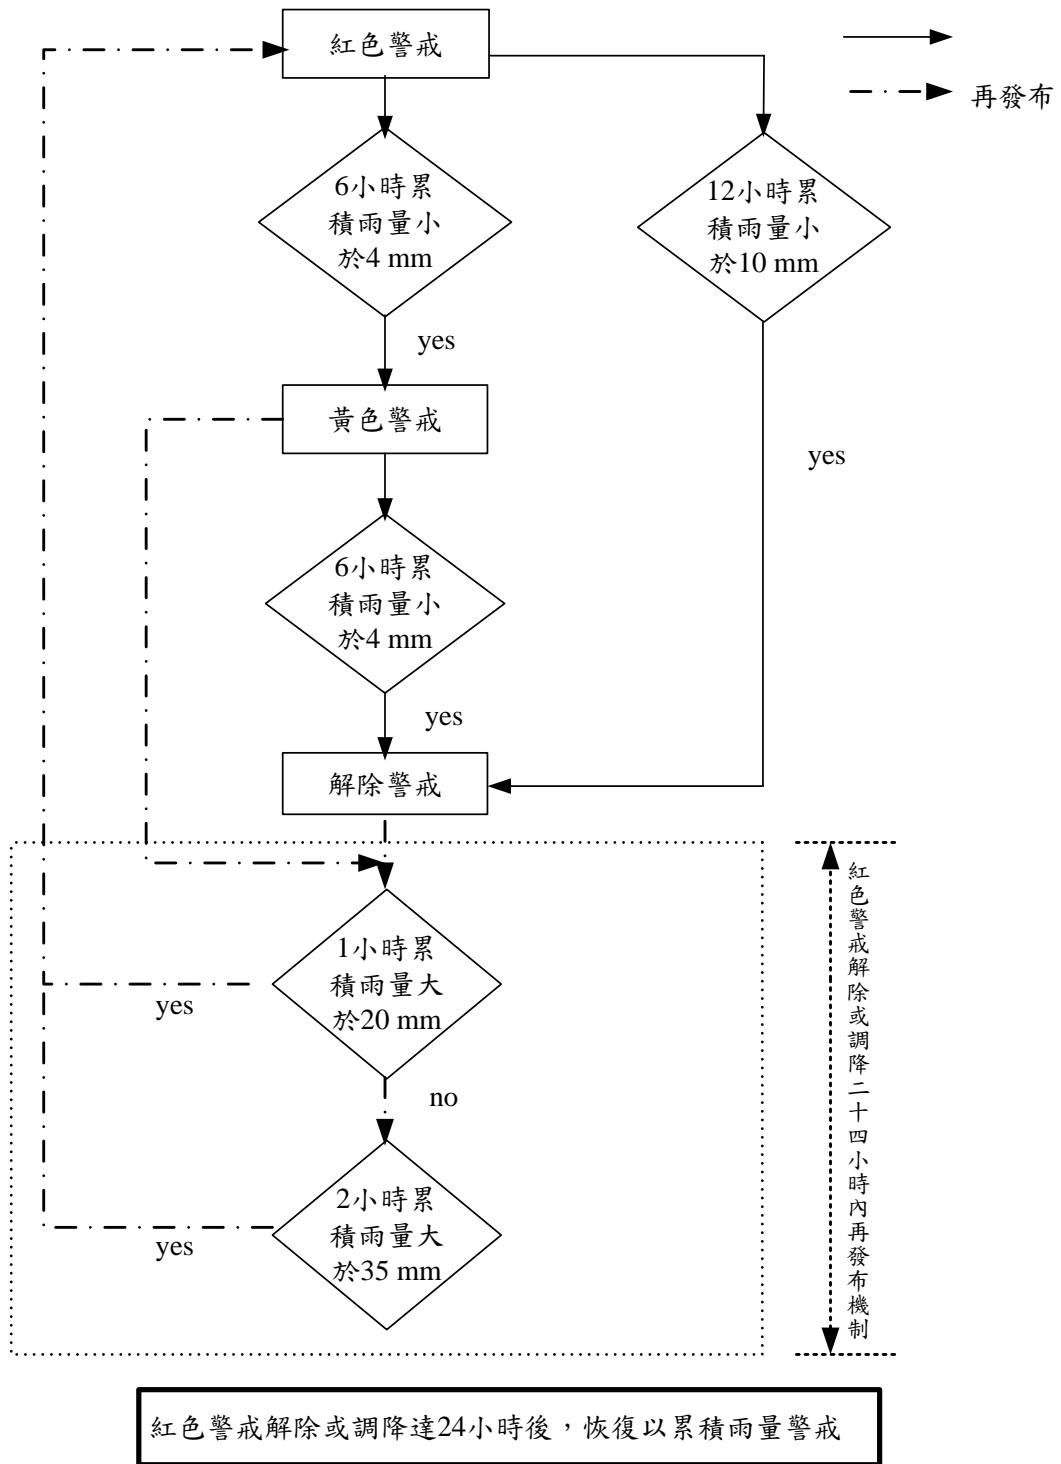 紅色警戒
再發布
6小時累
積雨量小
於4 mm
12小時累
積雨量小
於10 mm
yes
黃色警戒
yes
6小時累
積雨量小
於4 mm
yes
解除警戒
1小時累
積雨量大
於20 mm
yes
no
2小時累
積雨量大
於35 mm
yes
紅色警戒解除或調降二十四小時內再發布機制
紅色警戒解除或調降達24小時後，恢復以累積雨量警戒